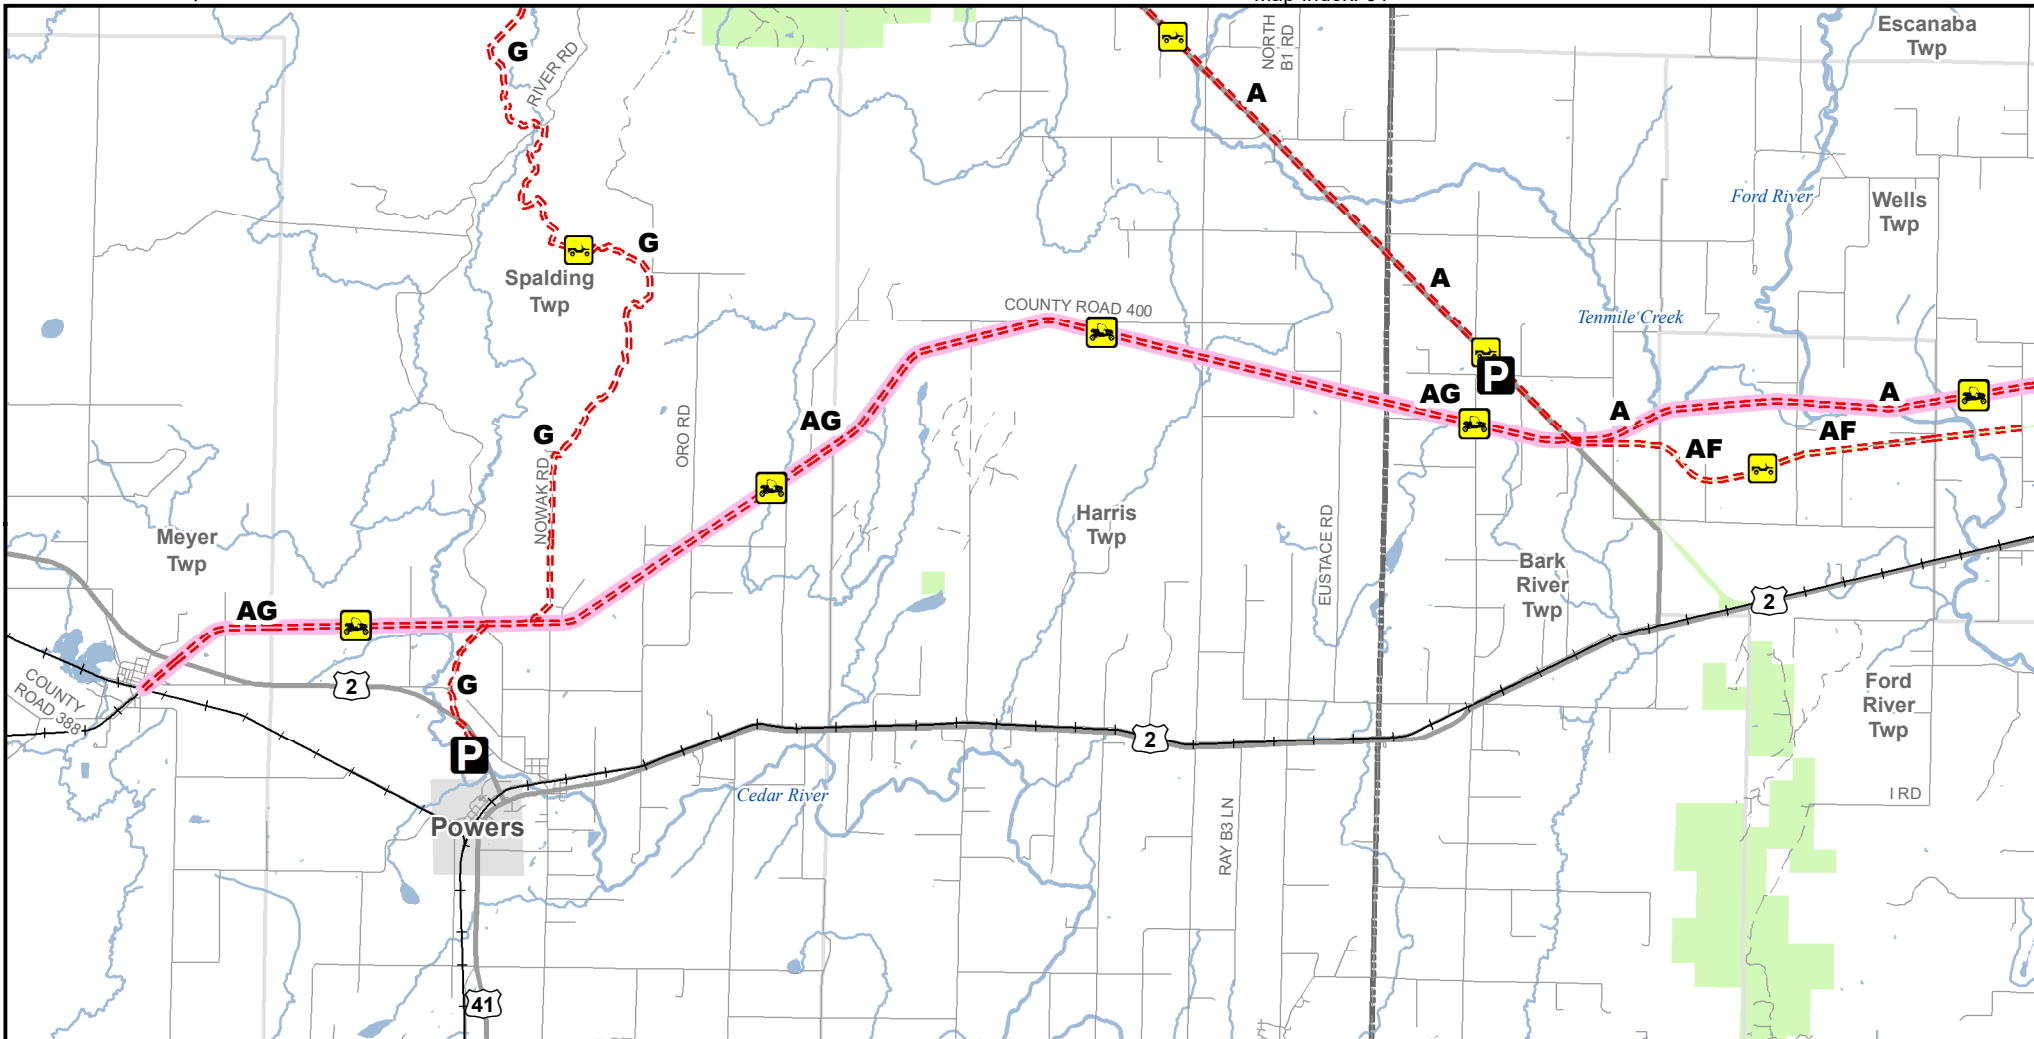 Escanaba
Twp
NORTH
B1 RD
G
RIVER RD
A
Ford River
Wells
Twp
G
Spalding
Twp
A
COUNTY ROAD 400
Tenmile Creek
P
AG
A
A
AG
ORO RD
G
NOWAK RD
AF
AF
Meyer
Twp
Harris
Twp
EUSTACE RD
Bark
River
Twp
AG
2
COUNTY
ROAD 388
2
G
Ford
River
Twp
2
P
Cedar River
I RD
Powers
RAY B3 LN
41